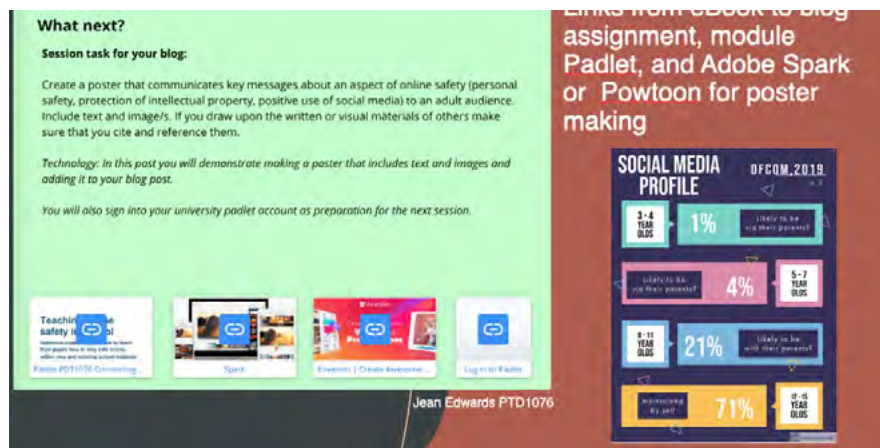 What next?
Session task for your blog:
Create a poster that communicates key messages about an aspect of online safety (personal
safety, protection of intellectual property, positive use of social media) to an adult audience.
Include text and image/s. If you draw upon the written or visual materials of others make
sure that you cite and reference them.
Technology: In this post you will demonstrate making a poster that includes text and images and
adding it to your blog post.
You will also sign into your university padlet account as preparation for the next session.
Teaching
safety
Padlet PDT1076 Connecting ...
Spark
Powtoon | Create Awesome ...
Log in to Padlet
Jean Edwards PTD1076
Links from eBook to blog
assignment, module
Padlet, and Adobe Spark
or Powtoon for poster
making
SOCIAL MEDIA
PROFILE
OFCOM,2019
3-4
YEAR
OLDS
1%
Likely to be
via their parents?
Likely to be
via their parents?
4%
5-7
YEAR
OLDS
8-11
YEAR
OLDS
21%
Likely to be
with their parents?
71%
12-15
YEAR
OLDS